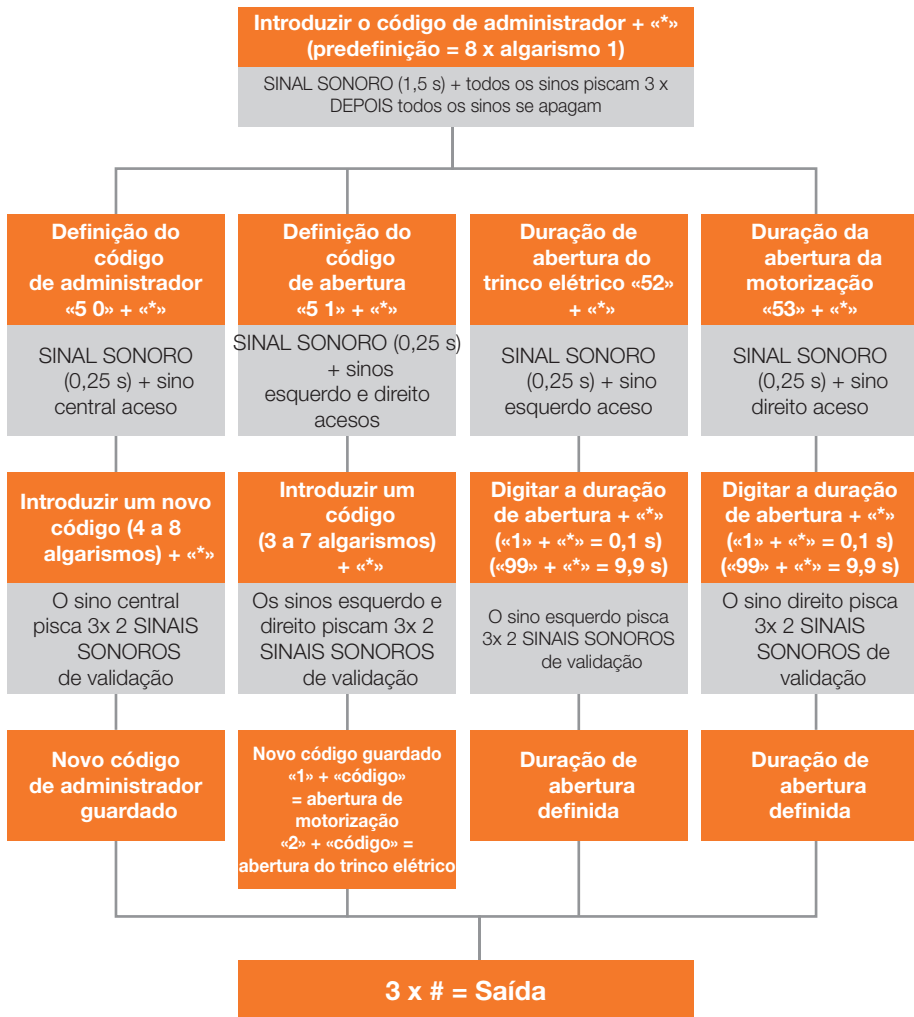 Introduzir o código de administrador + «*»
(predefinição = 8 x algarismo 1)
SINAL SONORO (1,5 s) + todos os sinos piscam 3 x
DEPOIS todos os sinos se apagam
Definição do
código
de administrador
«5 0» + «*»
SINAL SONORO
(0,25 s) + sino
central aceso
Introduzir um novo
código (4 a 8
algarismos) + «*»
O sino central
pisca 3x 2 SINAIS
SONOROS
de validação
Novo código
de administrador
guardado
Definição do
código
de abertura
«5 1» + «*»
SINAL SONORO (0,25 s)
+ sinos
esquerdo e direito
acesos
Introduzir um
código
(3 a 7 algarismos)
+ «*»
Os sinos esquerdo e
direito piscam 3x 2
SINAIS SONOROS
de validação
Novo código guardado
«1» + «código»
= abertura de
motorização
«2» + «código» =
abertura do trinco elétrico
Duração de
abertura do
trinco elétrico «52»
+ «*»
SINAL SONORO
(0,25 s) + sino
esquerdo aceso
Digitar a duração
de abertura + «*»
(«1» + «*» = 0,1 s)
(«99» + «*» = 9,9 s)
O sino esquerdo pisca
3x 2 SINAIS SONOROS
de validação
Duração de
abertura
definida
Duração da
abertura da
motorização
«53» + «*»
SINAL SONORO
(0,25 s) + sino
direito aceso
Digitar a duração
de abertura + «*»
(«1» + «*» = 0,1 s)
(«99» + «*» = 9,9 s)
O sino direito pisca
3x 2 SINAIS
SONOROS de
validação
Duração de
abertura
definida
3 x # = Saída